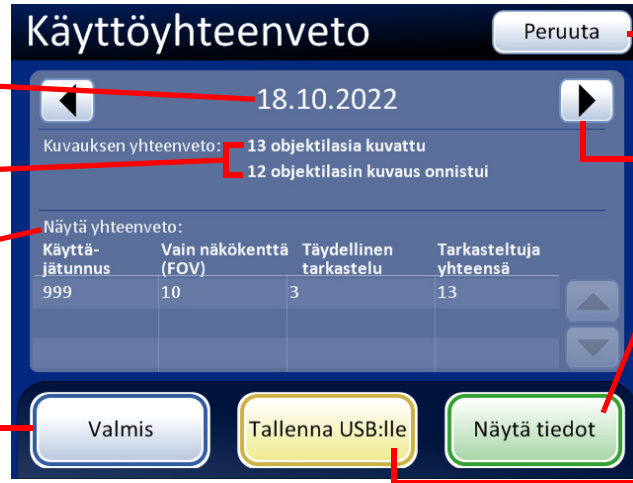 Käyttöyhteenveto
Peruuta
18.10.2022
Kuvauksen yhteenveto: 13 objektilasia kuvattu
12 objektilasin kuvaus onnistui
Näytä yhteenveto:
Käyttä- Vain näkökenttä Täydellinen Tarkasteltuja
jätunnus (FOV) tarkastelu yhteensä
999 10 3 13
Valmis Tallenna USB:lle Näytä tiedot